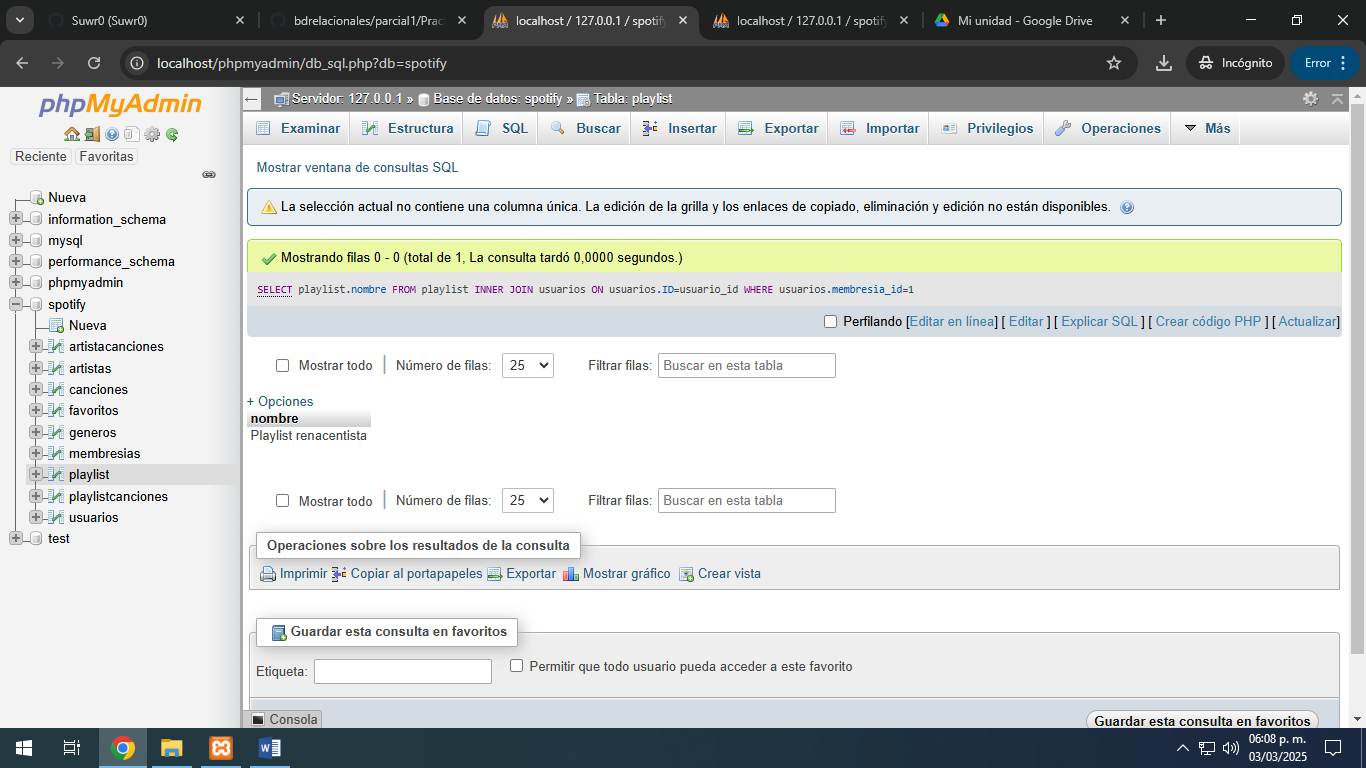 Suwr0 (Suwr0)
bdrelacionales/parcial1/Prac
localhost / 127.0.0.1 / spotify
localhost / 127.0.0.1 / spotify
Mi unidad - Google Drive
localhost/phpmyadmin/db_sql.php?db=spotify
Incógnito
Error
phpMyAdmin
Reciente
Favoritas
Nueva
information_schema
mysql
performance_schema
phpmyadmin
spotify
Nueva
artistacanciones
artistas
canciones
favoritos
generos
membresias
playlist
playlistcanciones
usuarios
test
Servidor: 127.0.0.1 » Base de datos: spotify » Tabla: playlist
Examinar
Estructura
SQL
Buscar
Insertar
Exportar
Importar
Privilegios
Operaciones
Más
Mostrar ventana de consultas SQL
La selección actual no contiene una columna única. La edición de la grilla y los enlaces de copiado, eliminación y edición no están disponibles.
Mostrando filas 0 - 0 (total de 1, La consulta tardó 0,0000 segundos.)
SELECT playlist.nombre FROM playlist INNER JOIN usuarios ON usuarios.ID=usuario_id WHERE usuarios.membresia_id=1
Perfilando [Editar en línea] [ Editar ] [ Explicar SQL ] [ Crear código PHP ] [ Actualizar]
Mostrar todo | Número de filas: 25 Filtrar filas: Buscar en esta tabla
+ Opciones
nombre
Playlist renacentista
Mostrar todo | Número de filas: 25 Filtrar filas: Buscar en esta tabla
Operaciones sobre los resultados de la consulta
Imprimir Copiar al portapapeles Exportar Mostrar gráfico Crear vista
Guardar esta consulta en favoritos
Etiqueta: Permitir que todo usuario pueda acceder a este favorito
Consola
Guardar esta consulta en favoritos
06:08 p. m.
03/03/2025